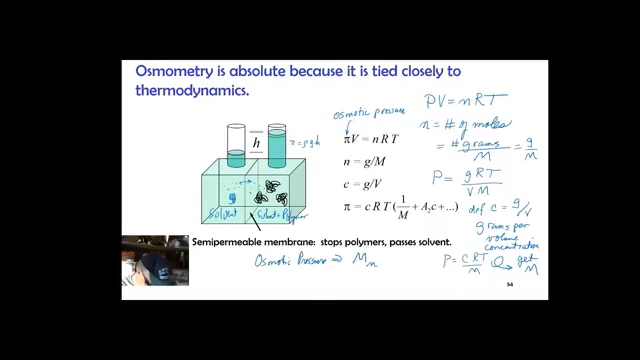 Osmometry is absolute because it is tied closely to
thermodynamics.
osmotic pressure
h
π = ρ g h
πV = nRT
n = g/M
c = g/V
π = cRT(1/M + A₂c + ...)
Solvent
Solvent + Polymer
Semipermeable membrane: stops polymers, passes solvent.
Osmotic Pressure ⇒ Mn
PV = nRT
n = # of moles
= # grams/M = g/M
P = gRT/VM
def c = g/V
grams per
volume
concentration
P = cRT/M
get
M
54